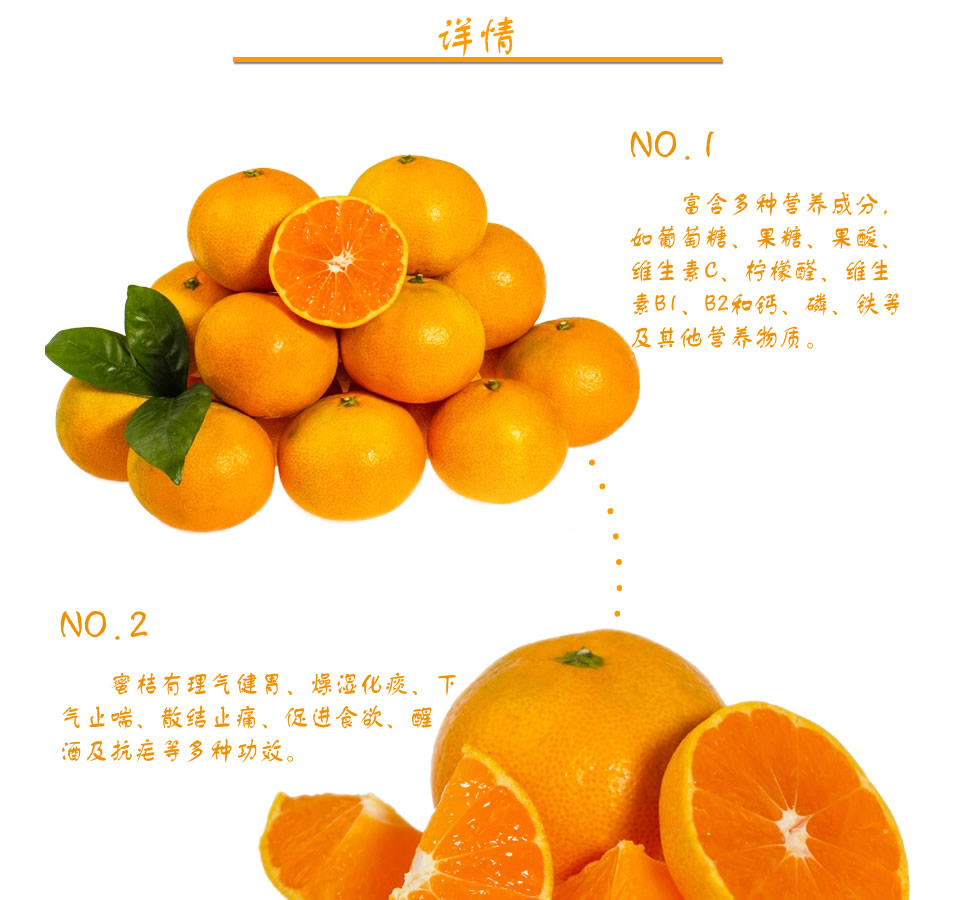 详情
NO.1
富含多种营养成分，
如葡萄糖、果糖、果酸、
维生素C、柠檬醛、维生
素B1、B2和钙、磷、铁等
及其他营养物质。
NO.2
蜜桔有理气健胃、燥湿化痰、下
气止喘、散结止痛、促进食欲、醒
酒及抗疟等多种功效。